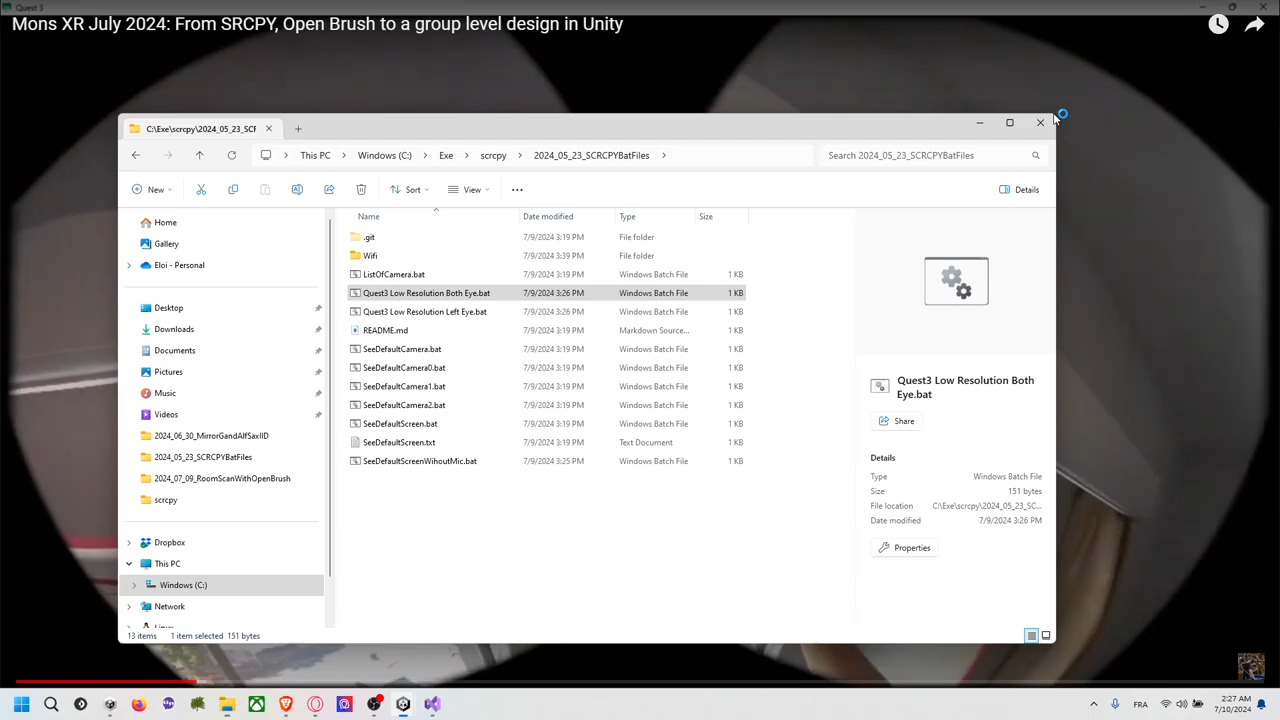 Quest 3
Mons XR July 2024: From SRCPY, Open Brush to a group level design in Unity
C:\Exe\scrcpy\2024_05_23_SCF
This PC > Windows (C:) > Exe > scrcpy > 2024_05_23_SCRCPYBatFiles >
Search 2024_05_23_SCRCPYBatFiles
New Sort View ... Details
Home
Gallery
Eloi - Personal
Desktop
Downloads
Documents
Pictures
Music
Videos
2024_06_30_MirrorGandAlfSaxIID
2024_05_23_SCRCPYBatFiles
2024_07_09_RoomScanWithOpenBrush
scrcpy
Dropbox
This PC
Windows (C:)
Network
Linux
Name Date modified Type Size
.git 7/9/2024 3:19 PM File folder
Wifi 7/9/2024 3:39 PM File folder
ListOfCamera.bat 7/9/2024 3:19 PM Windows Batch File 1 KB
Quest3 Low Resolution Both Eye.bat 7/9/2024 3:26 PM Windows Batch File 1 KB
Quest3 Low Resolution Left Eye.bat 7/9/2024 3:26 PM Windows Batch File 1 KB
README.md 7/9/2024 3:19 PM Markdown Source... 1 KB
SeeDefaultCamera.bat 7/9/2024 3:19 PM Windows Batch File 1 KB
SeeDefaultCamera0.bat 7/9/2024 3:19 PM Windows Batch File 1 KB
SeeDefaultCamera1.bat 7/9/2024 3:19 PM Windows Batch File 1 KB
SeeDefaultCamera2.bat 7/9/2024 3:19 PM Windows Batch File 1 KB
SeeDefaultScreen.bat 7/9/2024 3:19 PM Windows Batch File 1 KB
SeeDefaultScreen.txt 7/9/2024 3:19 PM Text Document 1 KB
SeeDefaultScreenWihoutMic.bat 7/9/2024 3:25 PM Windows Batch File 1 KB
Quest3 Low Resolution Both
Eye.bat
Share
Details
Type Windows Batch File
Size 151 bytes
File location C:\Exe\scrcpy\2024_05_23_SC...
Date modified 7/9/2024 3:26 PM
Properties
13 items 1 item selected 151 bytes
FRA
2:27 AM
7/10/2024